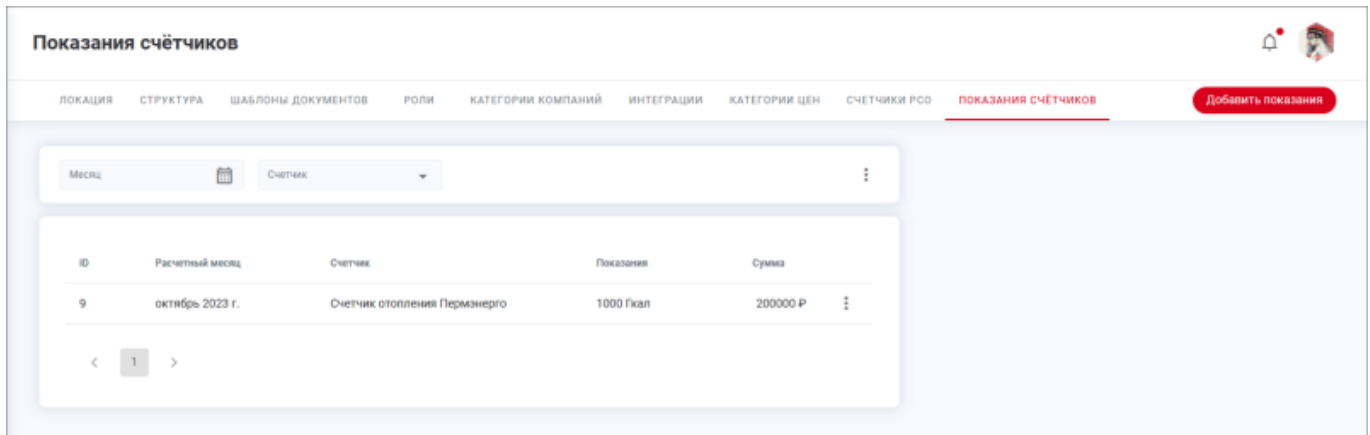 Показания счётчиков
ЛОКАЦИЯ СТРУКТУРА ШАБЛОНЫ ДОКУМЕНТОВ РОЛИ КАТЕГОРИИ КОМПАНИЙ ИНТЕГРАЦИИ КАТЕГОРИИ ЦЕН СЧЕТЧИКИ РСО ПОКАЗАНИЯ СЧЁТЧИКОВ Добавить показания
Месяц Счетчик
ID Расчетный месяц Счетчик Показания Сумма
9 октябрь 2023 г. Счетчик отопления Пермэнерго 1000 Гкал 200000 ₽
< 1 >